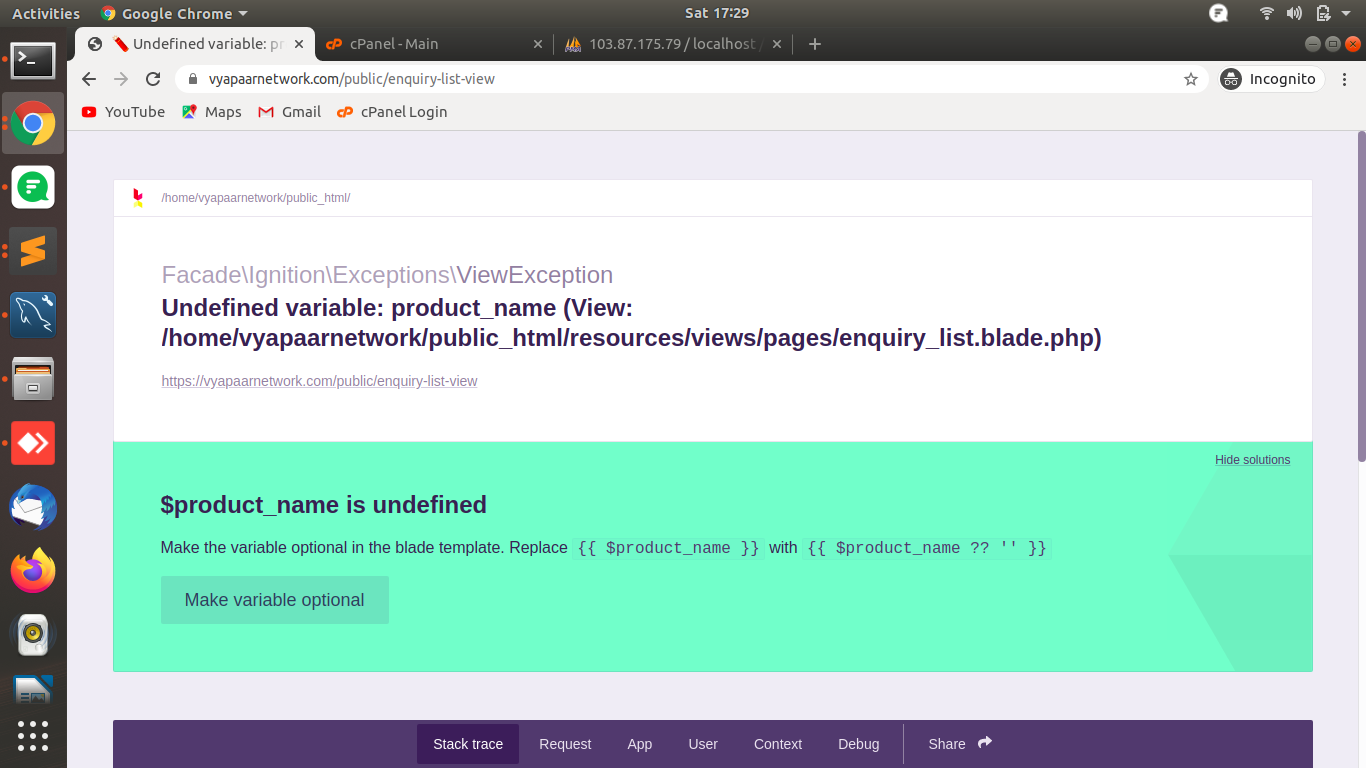 Activities
Google Chrome
Sat 17:29
Undefined variable: pr
cPanel - Main
103.87.175.79 / localhost /
vyapaarnetwork.com/public/enquiry-list-view
Incognito
YouTube
Maps
Gmail
cPanel Login
/home/vyapaarnetwork/public_html/
Facade\Ignition\Exceptions\ViewException
Undefined variable: product_name (View:
/home/vyapaarnetwork/public_html/resources/views/pages/enquiry_list.blade.php)
https://vyapaarnetwork.com/public/enquiry-list-view
Hide solutions
$product_name is undefined
Make the variable optional in the blade template. Replace {{ $product_name }} with {{ $product_name ?? '' }}
Make variable optional
Stack trace
Request
App
User
Context
Debug
Share